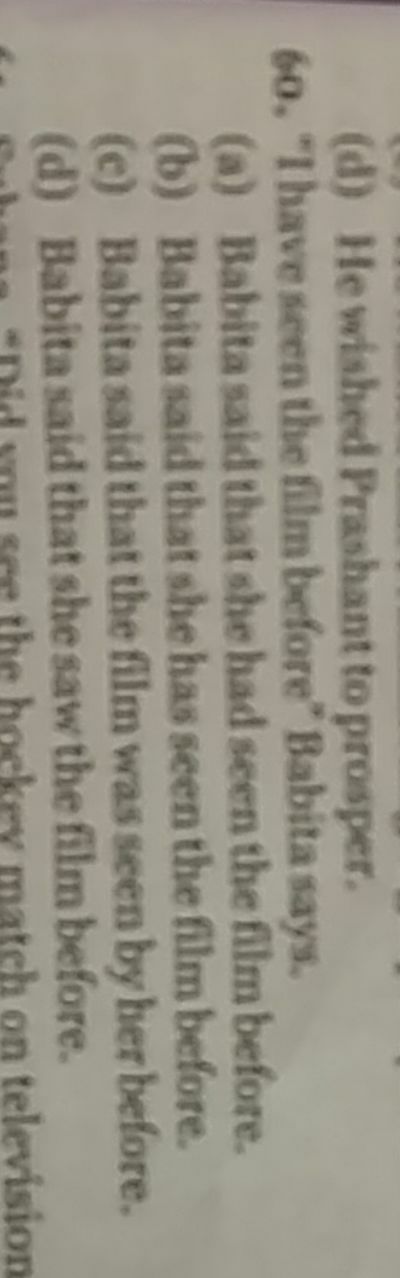 (d) He wished Prashant to prosper.
60. "I have seen the film before" Babita says.
(a) Babita said that she had seen the film before.
(b) Babita said that she has seen the film before.
(c) Babita said that the film was seen by her before.
(d) Babita said that she saw the film before.
"Did you see the hockey match on television